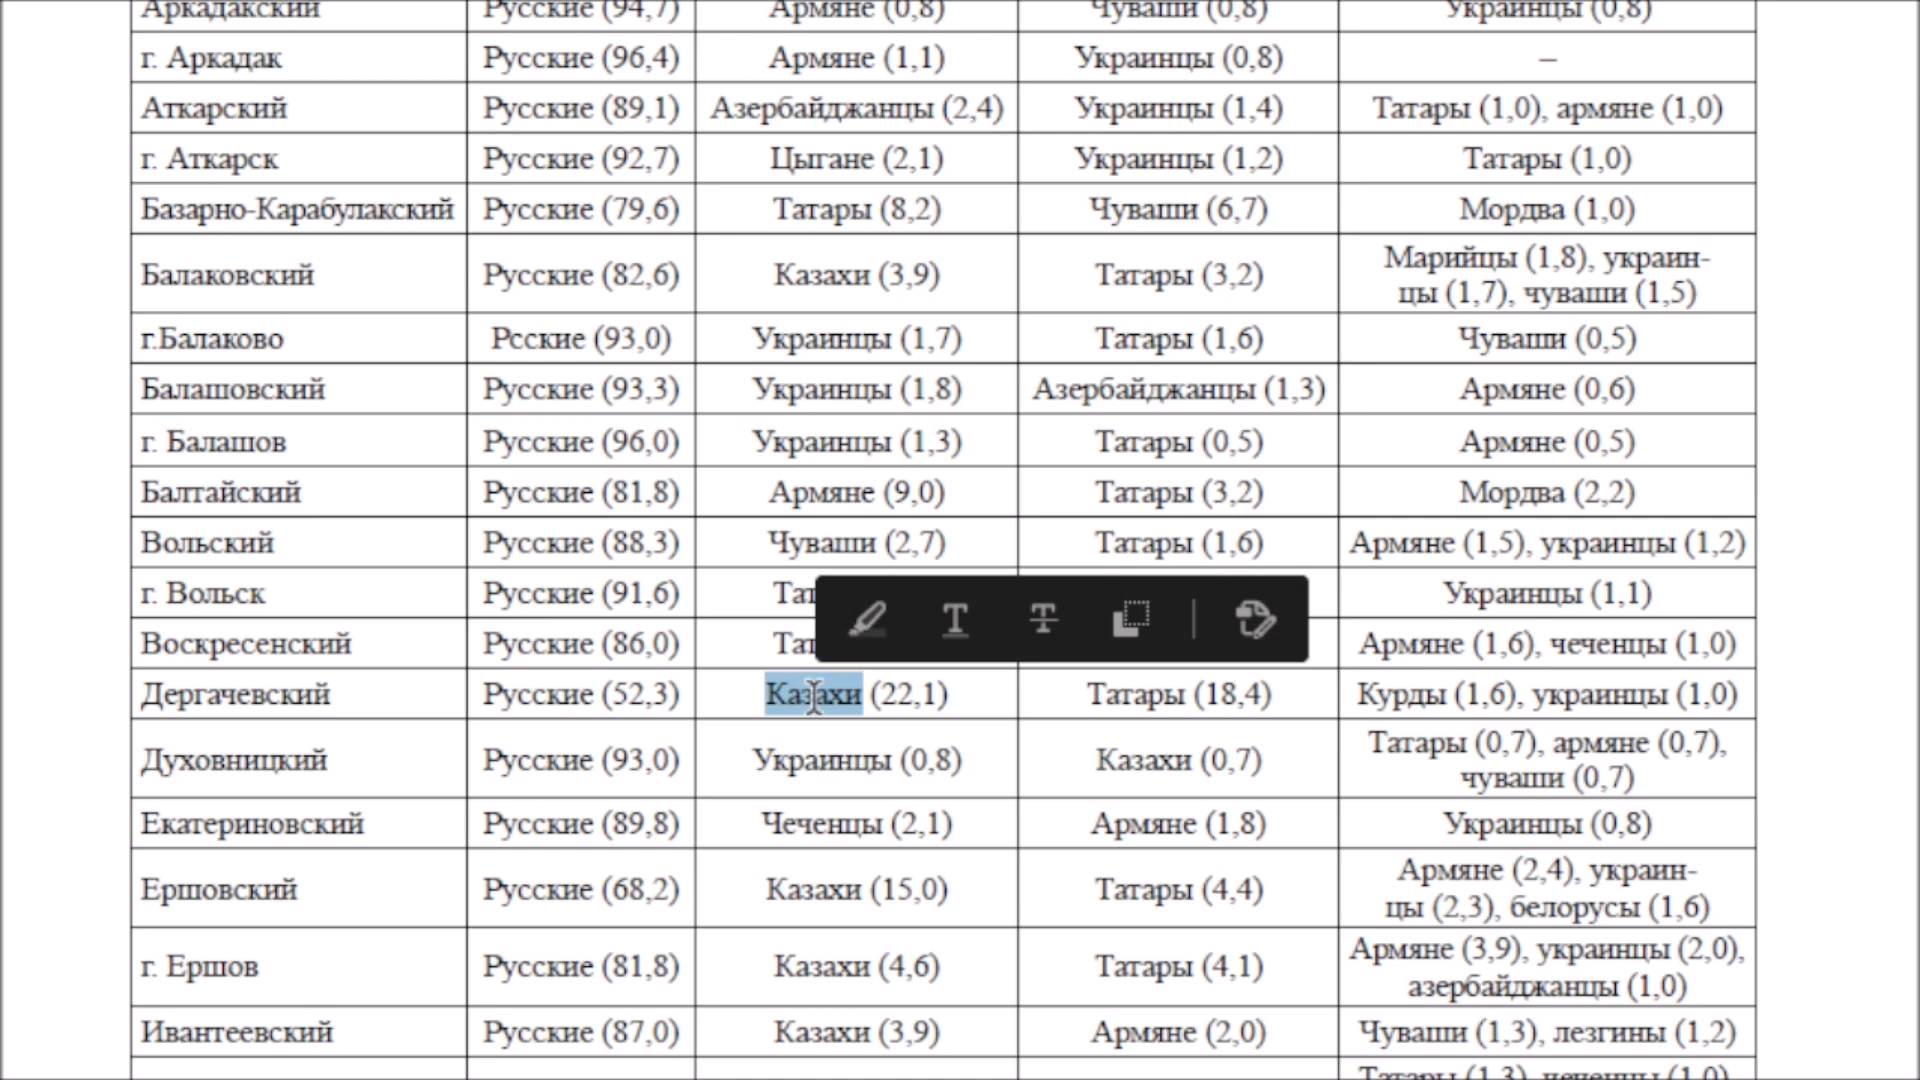 Аркадакский Русские (94,7) Армяне (0,8) Чуваши (0,8) Украинцы (0,8)
г. Аркадак Русские (96,4) Армяне (1,1) Украинцы (0,8) –
Аткарский Русские (89,1) Азербайджанцы (2,4) Украинцы (1,4) Татары (1,0), армяне (1,0)
г. Аткарск Русские (92,7) Цыгане (2,1) Украинцы (1,2) Татары (1,0)
Базарно-Карабулакский Русские (79,6) Татары (8,2) Чуваши (6,7) Мордва (1,0)
Балаковский Русские (82,6) Казахи (3,9) Татары (3,2) Марийцы (1,8), украин-
цы (1,7), чуваши (1,5)
г.Балаково Рсские (93,0) Украинцы (1,7) Татары (1,6) Чуваши (0,5)
Балашовский Русские (93,3) Украинцы (1,8) Азербайджанцы (1,3) Армяне (0,6)
г. Балашов Русские (96,0) Украинцы (1,3) Татары (0,5) Армяне (0,5)
Балтайский Русские (81,8) Армяне (9,0) Татары (3,2) Мордва (2,2)
Вольский Русские (88,3) Чуваши (2,7) Татары (1,6) Армяне (1,5), украинцы (1,2)
г. Вольск Русские (91,6) Тат Украинцы (1,1)
Воскресенский Русские (86,0) Тат Армяне (1,6), чеченцы (1,0)
Дергачевский Русские (52,3) Казахи (22,1) Татары (18,4) Курды (1,6), украинцы (1,0)
Духовницкий Русские (93,0) Украинцы (0,8) Казахи (0,7) Татары (0,7), армяне (0,7),
чуваши (0,7)
Екатериновский Русские (89,8) Чеченцы (2,1) Армяне (1,8) Украинцы (0,8)
Ершовский Русские (68,2) Казахи (15,0) Татары (4,4) Армяне (2,4), украин-
цы (2,3), белорусы (1,6)
г. Ершов Русские (81,8) Казахи (4,6) Татары (4,1) Армяне (3,9), украинцы (2,0),
азербайджанцы (1,0)
Ивантеевский Русские (87,0) Казахи (3,9) Армяне (2,0) Чуваши (1,3), лезгины (1,2)
Татары (1,3), чеченцы (1,0)